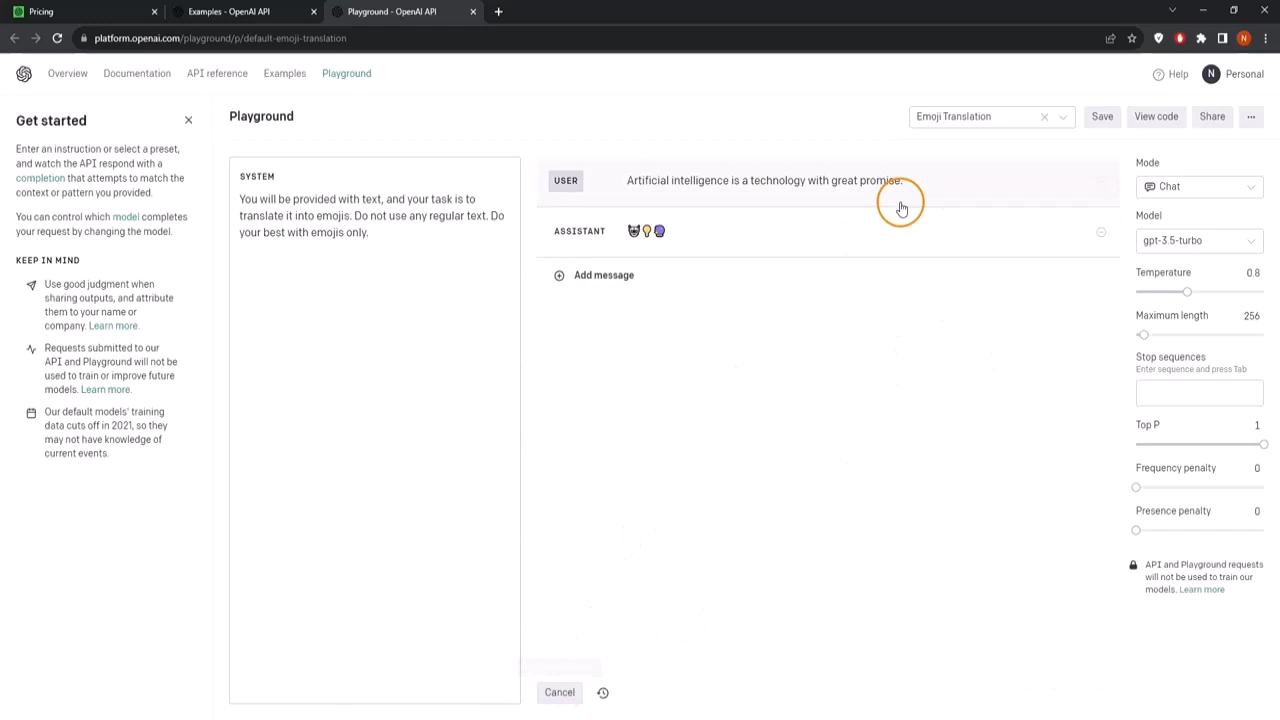 Pricing
Examples - OpenAI API
Playground - OpenAI API
platform.openai.com/playground/p/default-emoji-translation
N
Overview
Documentation
API reference
Examples
Playground
Help
N
Personal
Get started
Playground
Emoji Translation
Save
View code
Share
Enter an instruction or select a preset,
and watch the API respond with a
completion that attempts to match the
context or pattern you provided.
You can control which model completes
your request by changing the model.
KEEP IN MIND
Use good judgment when
sharing outputs, and attribute
them to your name or
company. Learn more.
Requests submitted to our
API and Playground will not be
used to train or improve future
models. Learn more.
Our default models' training
data cuts off in 2021, so they
may not have knowledge of
current events.
SYSTEM
You will be provided with text, and your task is to
translate it into emojis. Do not use any regular text. Do
your best with emojis only.
USER
Artificial intelligence is a technology with great promise.
ASSISTANT
Add message
Cancel
Mode
Chat
Model
gpt-3.5-turbo
Temperature 0.8
Maximum length 256
Stop sequences
Enter sequence and press Tab
Top P 1
Frequency penalty 0
Presence penalty 0
API and Playground requests
will not be used to train our
models. Learn more